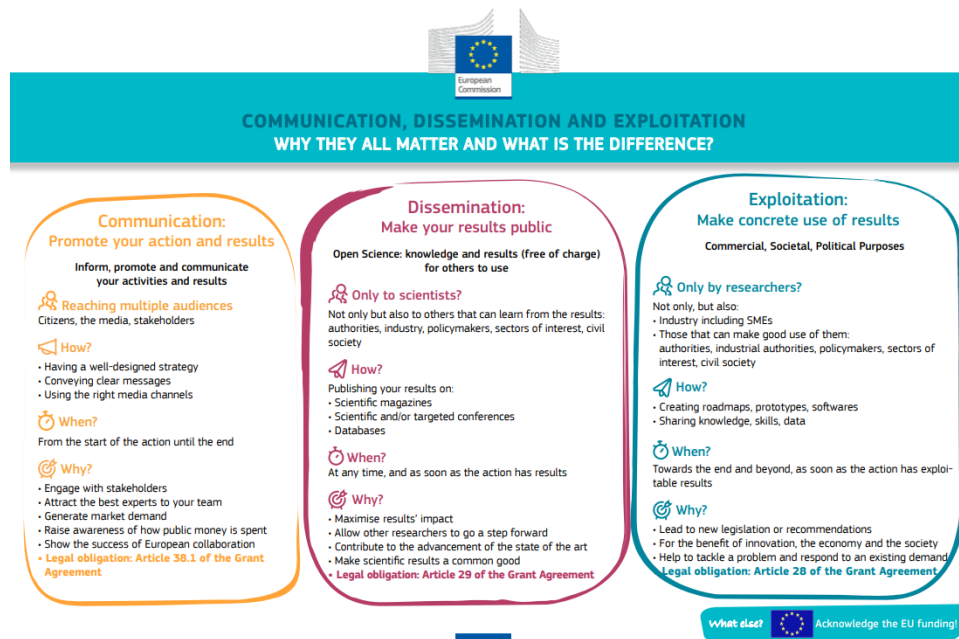 European
Commission
COMMUNICATION, DISSEMINATION AND EXPLOITATION
WHY THEY ALL MATTER AND WHAT IS THE DIFFERENCE?
Communication:
Promote your action and results
Inform, promote and communicate
your activities and results
Reaching multiple audiences
Citizens, the media, stakeholders
How?
• Having a well-designed strategy
• Conveying clear messages
• Using the right media channels
When?
From the start of the action until the end
Why?
• Engage with stakeholders
• Attract the best experts to your team
• Generate market demand
• Raise awareness of how public money is spent
• Show the success of European collaboration
• Legal obligation: Article 38.1 of the Grant
Agreement
Dissemination:
Make your results public
Open Science: knowledge and results (free of charge)
for others to use
Only to scientists?
Not only but also to others that can learn from the results:
authorities, industry, policymakers, sectors of interest, civil
society
How?
Publishing your results on:
• Scientific magazines
• Scientific and/or targeted conferences
• Databases
When?
At any time, and as soon as the action has results
Why?
• Maximise results' impact
• Allow other researchers to go a step forward
• Contribute to the advancement of the state of the art
• Make scientific results a common good
• Legal obligation: Article 29 of the Grant Agreement
Exploitation:
Make concrete use of results
Commercial, Societal, Political Purposes
Only by researchers?
Not only, but also:
• Industry including SMEs
• Those that can make good use of them:
authorities, industrial authorities, policymakers, sectors of
interest, civil society
How?
• Creating roadmaps, prototypes, softwares
• Sharing knowledge, skills, data
When?
Towards the end and beyond, as soon as the action has exploi-
table results
Why?
• Lead to new legislation or recommendations
• For the benefit of innovation, the economy and the society
• Help to tackle a problem and respond to an existing demand
Legal obligation: Article 28 of the Grant Agreement
What else?
Acknowledge the EU funding!